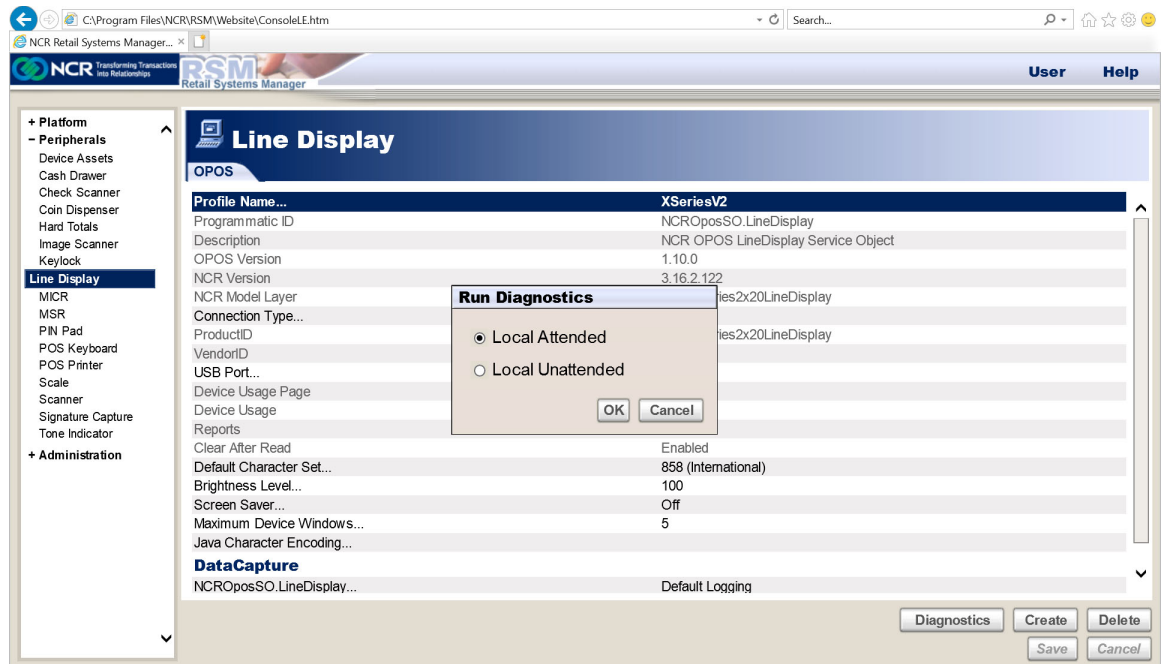 C:\Program Files\NCR\RSM\Website\ConsoleLE.htm
Search...
NCR Retail Systems Manager...
NCR Transforming Transactions into Relationships
RSM
Retail Systems Manager
User Help
+ Platform
− Peripherals
Device Assets
Cash Drawer
Check Scanner
Coin Dispenser
Hard Totals
Image Scanner
Keylock
Line Display
MICR
MSR
PIN Pad
POS Keyboard
POS Printer
Scale
Scanner
Signature Capture
Tone Indicator
+ Administration
Line Display
OPOS
Profile Name... XSeriesV2
Programmatic ID NCROposSO.LineDisplay
Description NCR OPOS LineDisplay Service Object
OPOS Version 1.10.0
NCR Version 3.16.2.122
NCR Model Layer ies2x20LineDisplay
Connection Type...
ProductID ies2x20LineDisplay
VendorID
USB Port...
Device Usage Page
Device Usage
Reports
Clear After Read Enabled
Default Character Set... 858 (International)
Brightness Level... 100
Screen Saver... Off
Maximum Device Windows... 5
Java Character Encoding...
DataCapture
NCROposSO.LineDisplay... Default Logging
Run Diagnostics
Local Attended
Local Unattended
OK Cancel
Diagnostics Create Delete
Save Cancel